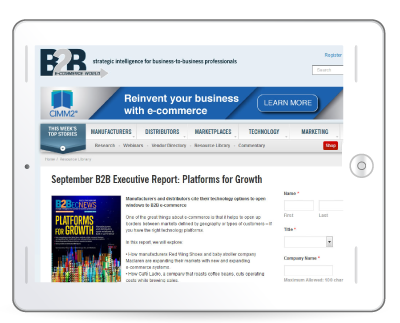 B2B
E-COMMERCE WORLD
strategic intelligence for business-to-business professionals
Register
Search
CIMM2
Reinvent your business
with e-commerce
LEARN MORE
THIS WEEK'S
TOP STORIES
MANUFACTURERS
DISTRIBUTORS
MARKETPLACES
TECHNOLOGY
MARKETING
Research
Webinars
Vendor Directory
Resource Library
Commentary
Shop
Home / Resource Library
September B2B Executive Report: Platforms for Growth
B2BECNEWS
PLATFORMS
FOR GROWTH
Manufacturers and distributors cite their technology options to open
windows to B2B e-commerce
One of the great things about e-commerce is that it helps to open up
borders between markets defined by geography or types of customers—if
you have the right technology platforms.
In this report we will explore:
• How manufacturers Red Wing Shoes and baby stroller company
are expanding their markets with new and expanding
e-commerce systems.
• How Café Lacke, a company that roasts coffee beans, cuts operating
costs while brewing sales.
Name *
First
Last
Title *
Company Name *
Maximum Allowed: 500 char